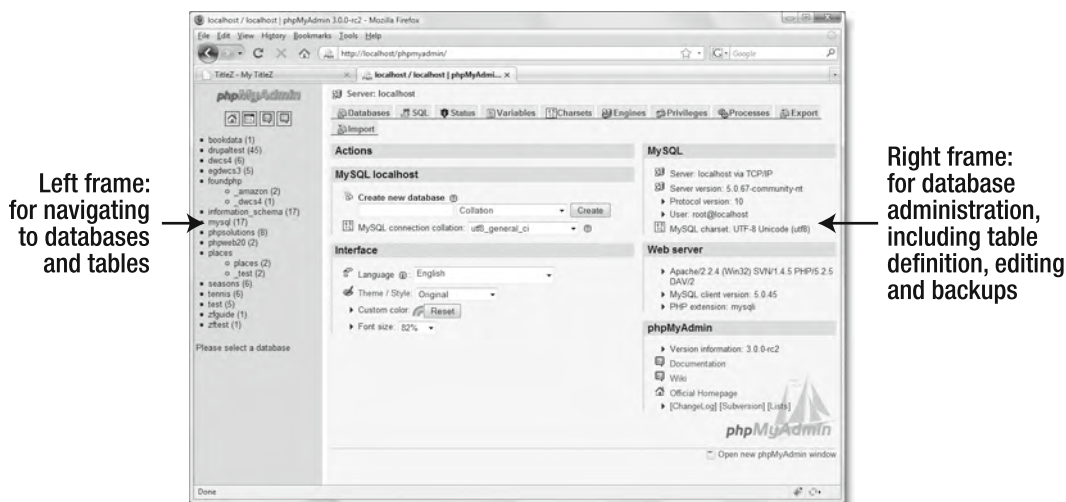 localhost / localhost | phpMyAdmin 3.0.0-rc2 - Mozilla Firefox
File Edit View History Bookmarks Tools Help
http://localhost/phpmyadmin/
Google
TitleZ - My TitleZ
localhost / localhost | phpMyAdmi...
phpMyAdmin
bookdata (1)
drupaltest (45)
dwcs4 (6)
egdwcs3 (5)
foundphp
_amazon (2)
_dwcs4 (1)
information_schema (17)
mysql (17)
phpsolutions (8)
phpweb20 (2)
places
places (2)
_test (2)
seasons (6)
tennis (6)
test (5)
zfguide (1)
zftest (1)
Please select a database
Left frame:
for navigating
to databases
and tables
Server: localhost
Databases SQL Status Variables Charsets Engines Privileges Processes Export
Import
Actions
MySQL localhost
Create new database
Collation Create
MySQL connection collation: utf8_general_ci
Interface
Language : English
Theme / Style: Original
Custom color: Reset
Font size: 82%
MySQL
Server: localhost via TCP/IP
Server version: 5.0.67-community-nt
Protocol version: 10
User: root@localhost
MySQL charset: UTF-8 Unicode (utf8)
Web server
Apache/2.2.4 (Win32) SVN/1.4.5 PHP/5.2.5
DAV/2
MySQL client version: 5.0.45
PHP extension: mysqli
phpMyAdmin
Version information: 3.0.0-rc2
Documentation
Wiki
Official Homepage
[ChangeLog] [Subversion] [Lists]
phpMyAdmin
Open new phpMyAdmin window
Done
Right frame:
for database
administration,
including table
definition, editing
and backups